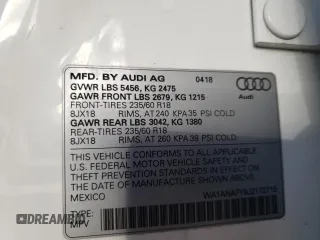 MFD. BY AUDI AG 0418
GVWR LBS 5456, KG 2475
GAWR FRONT LBS 2679, KG 1215
FRONT-TIRES 235/60 R18
8JX18 RIMS, AT 240 KPA 35 PSI COLD
GAWR REAR LBS 3042, KG 1380
REAR-TIRES 235/60 R18
8JX18 RIMS, AT 260 KPA 38 PSI COLD
Audi
THIS VEHICLE CONFORMS TO ALL APPLICABLE
U.S. FEDERAL MOTOR VEHICLE SAFETY AND
THEFT PREVENTION STANDARDS IN EFFECT ON
THE DATE OF MANUFACTURE SHOWN ABOVE
MEXICO
TYPE:
MPV